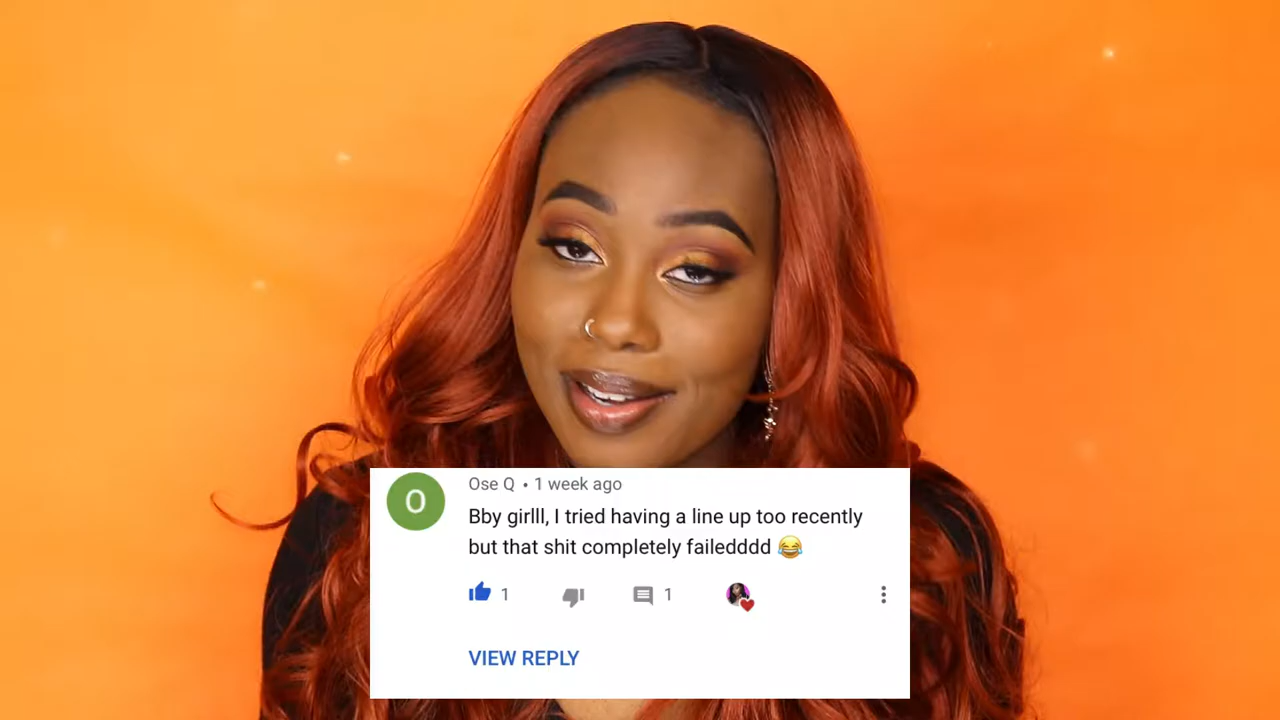 O
Ose Q • 1 week ago
Bby girlll, I tried having a line up too recently
but that shit completely failedddd 😂
1
1
VIEW REPLY